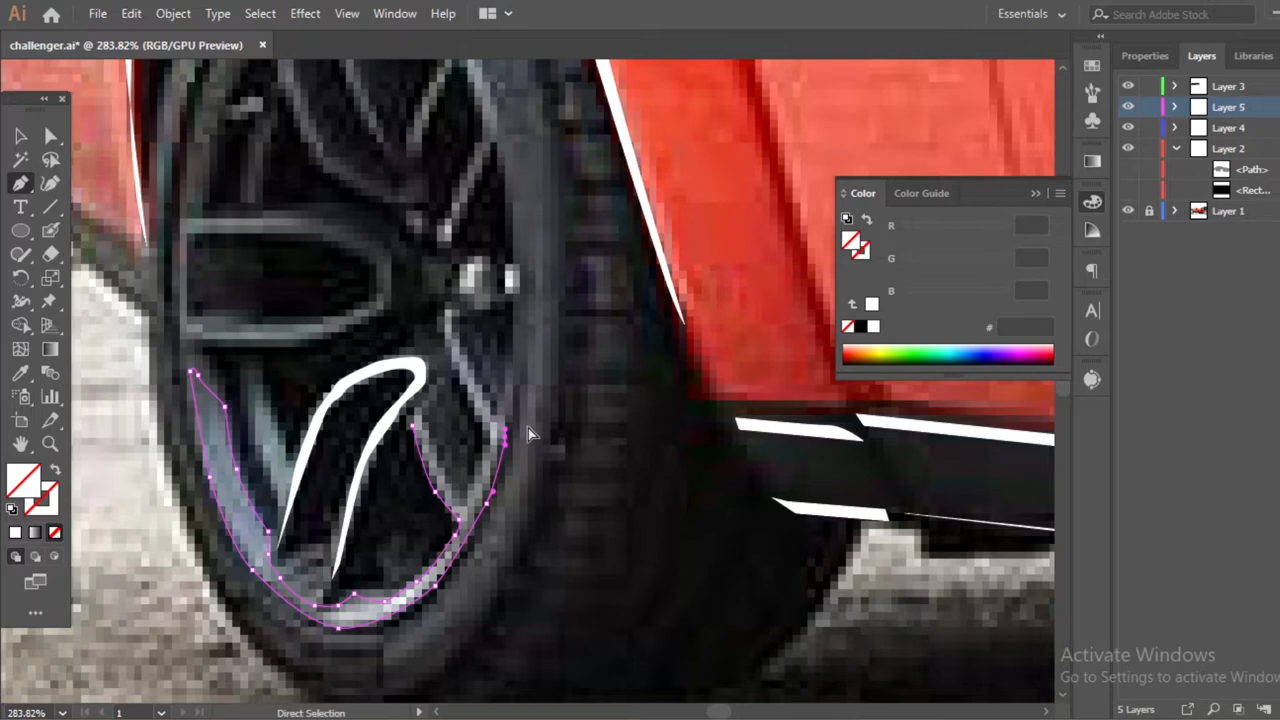 Ai File Edit Object Type Select Effect View Window Help Essentials Search Adobe Stock
challenger.ai* @ 283.82% (RGB/GPU Preview) ×
Properties Layers Libraries
Layer 3
Layer 5
Layer 4
Layer 2
<Path>
<Rect...
Layer 1
Color Color Guide
R
G
B
#
Activate Windows
Go to Settings to activate Window
283.82% 1 Direct Selection 5 Layers